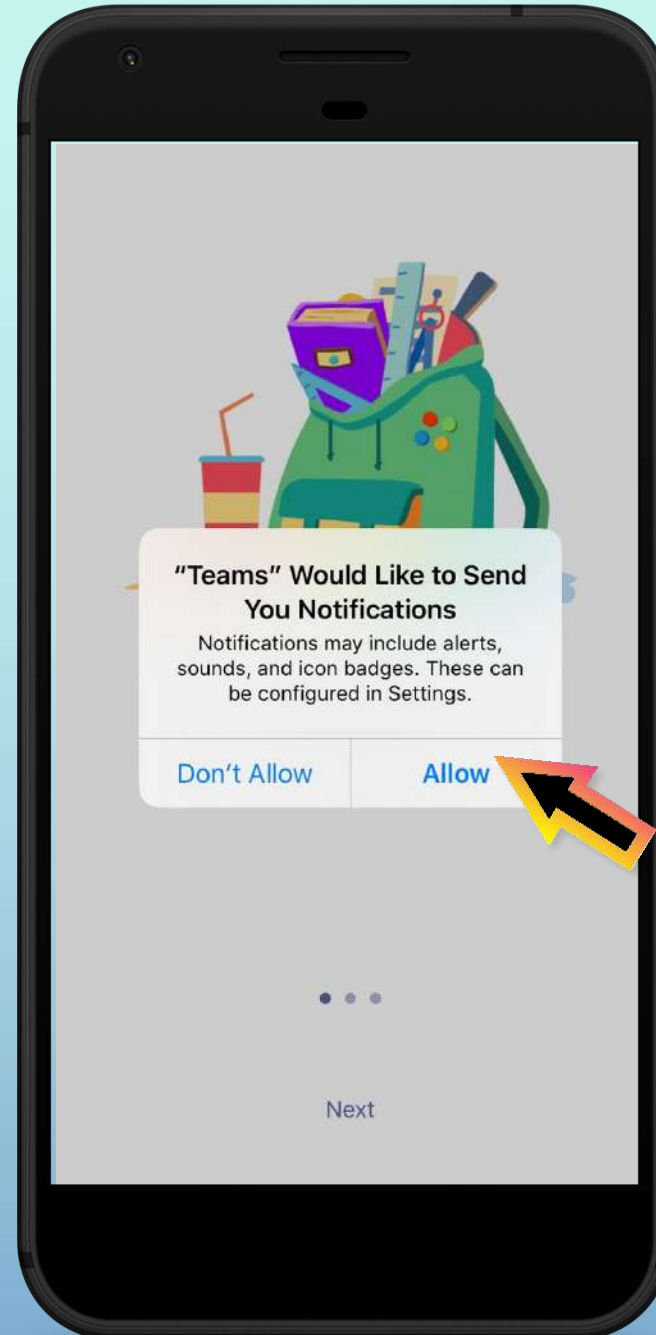 “Teams” Would Like to Send
You Notifications
Notifications may include alerts,
sounds, and icon badges. These can
be configured in Settings.
Don’t Allow
Allow
Next